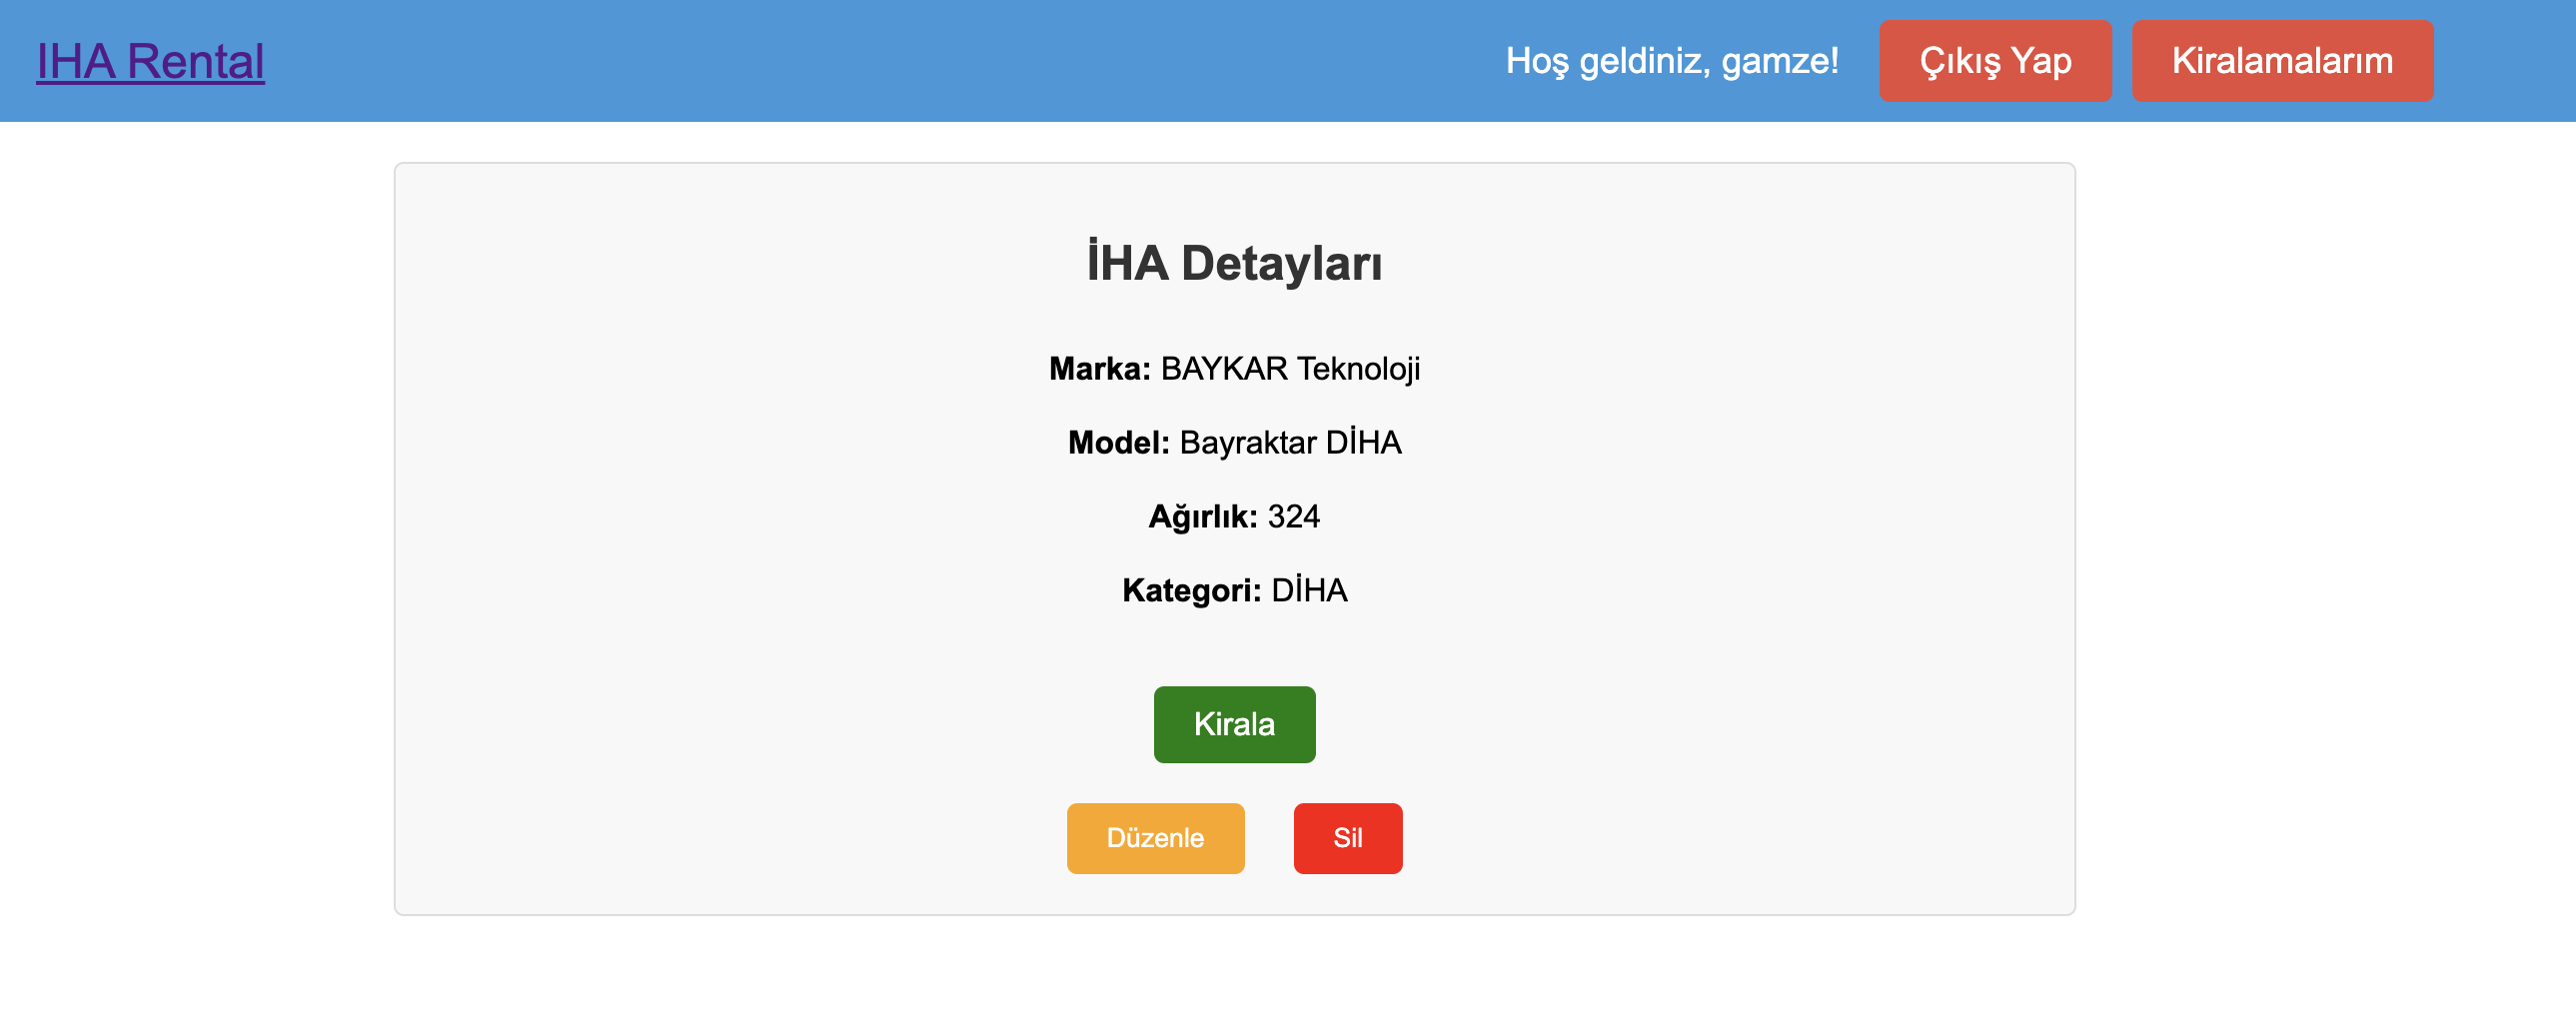 IHA Rental
Hoş geldiniz, gamze!
Çıkış Yap
Kiralamalarım
İHA Detayları
Marka: BAYKAR Teknoloji
Model: Bayraktar DİHA
Ağırlık: 324
Kategori: DİHA
Kirala
Düzenle
Sil